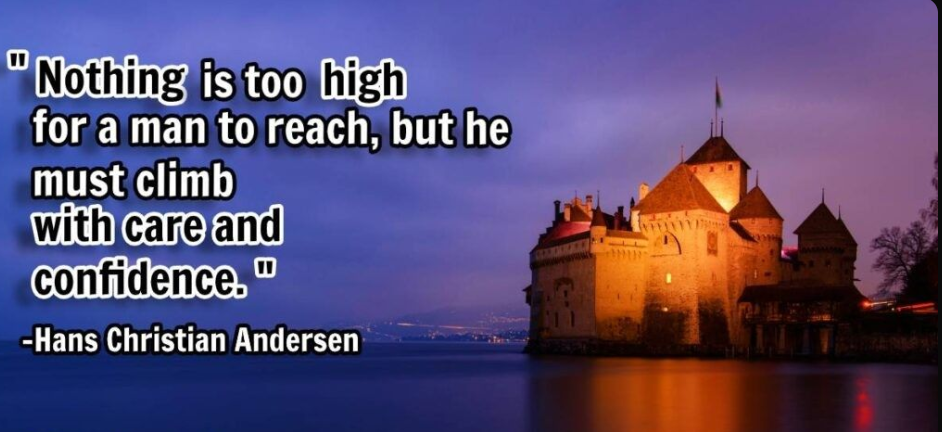 " Nothing is too high
for a man to reach, but he
must climb
with care and
confidence. "
-Hans Christian Andersen